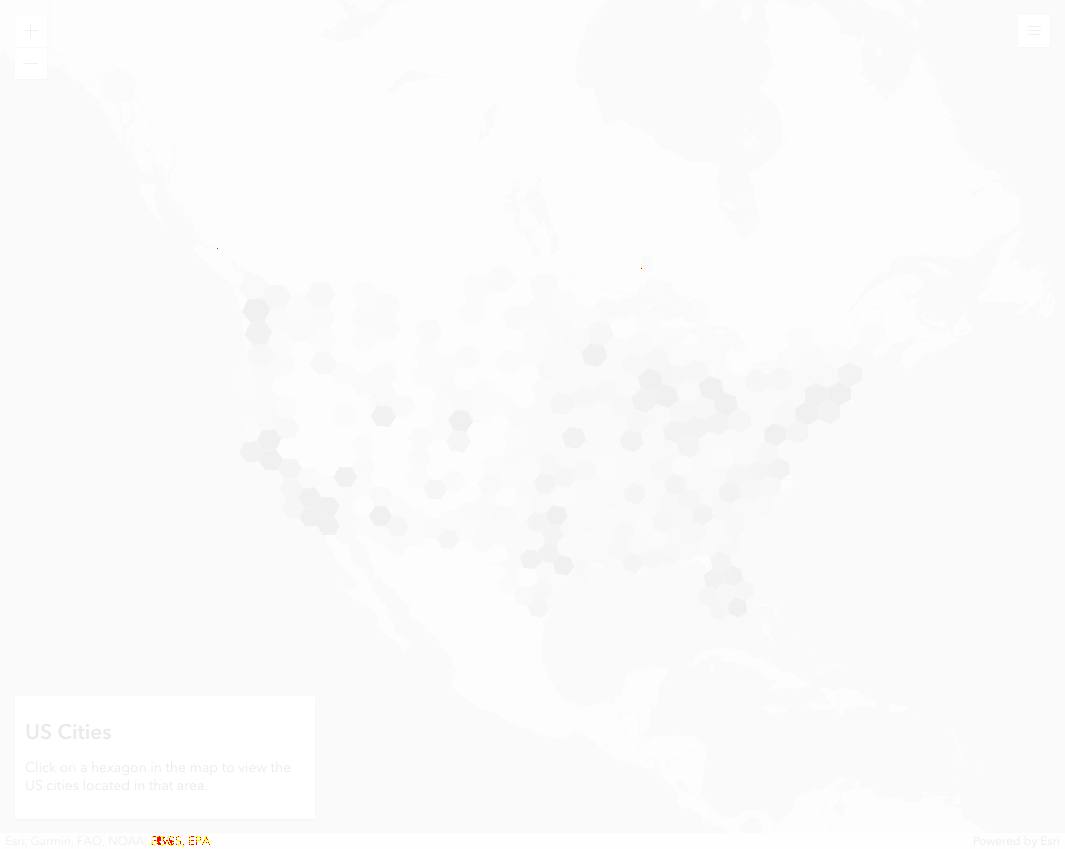 US Cities
Click on a hexagon in the map to view the
US cities located in that area.
Esri, Garmin, FAO, NOAA, EPA
Powered by Esri